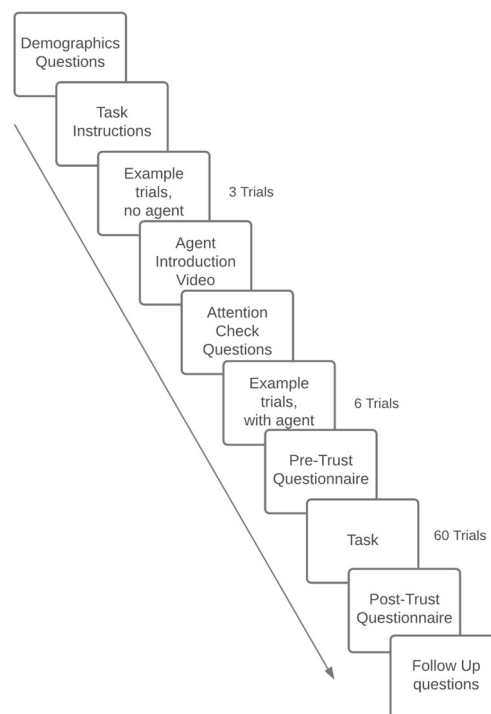 Demographics
Questions
Task
Instructions
Example
trials,
no agent
3 Trials
Agent
Introduction
Video
Attention
Check
Questions
Example
trials,
with agent
6 Trials
Pre-Trust
Questionnaire
Task
60 Trials
Post-Trust
Questionnaire
Follow Up
questions